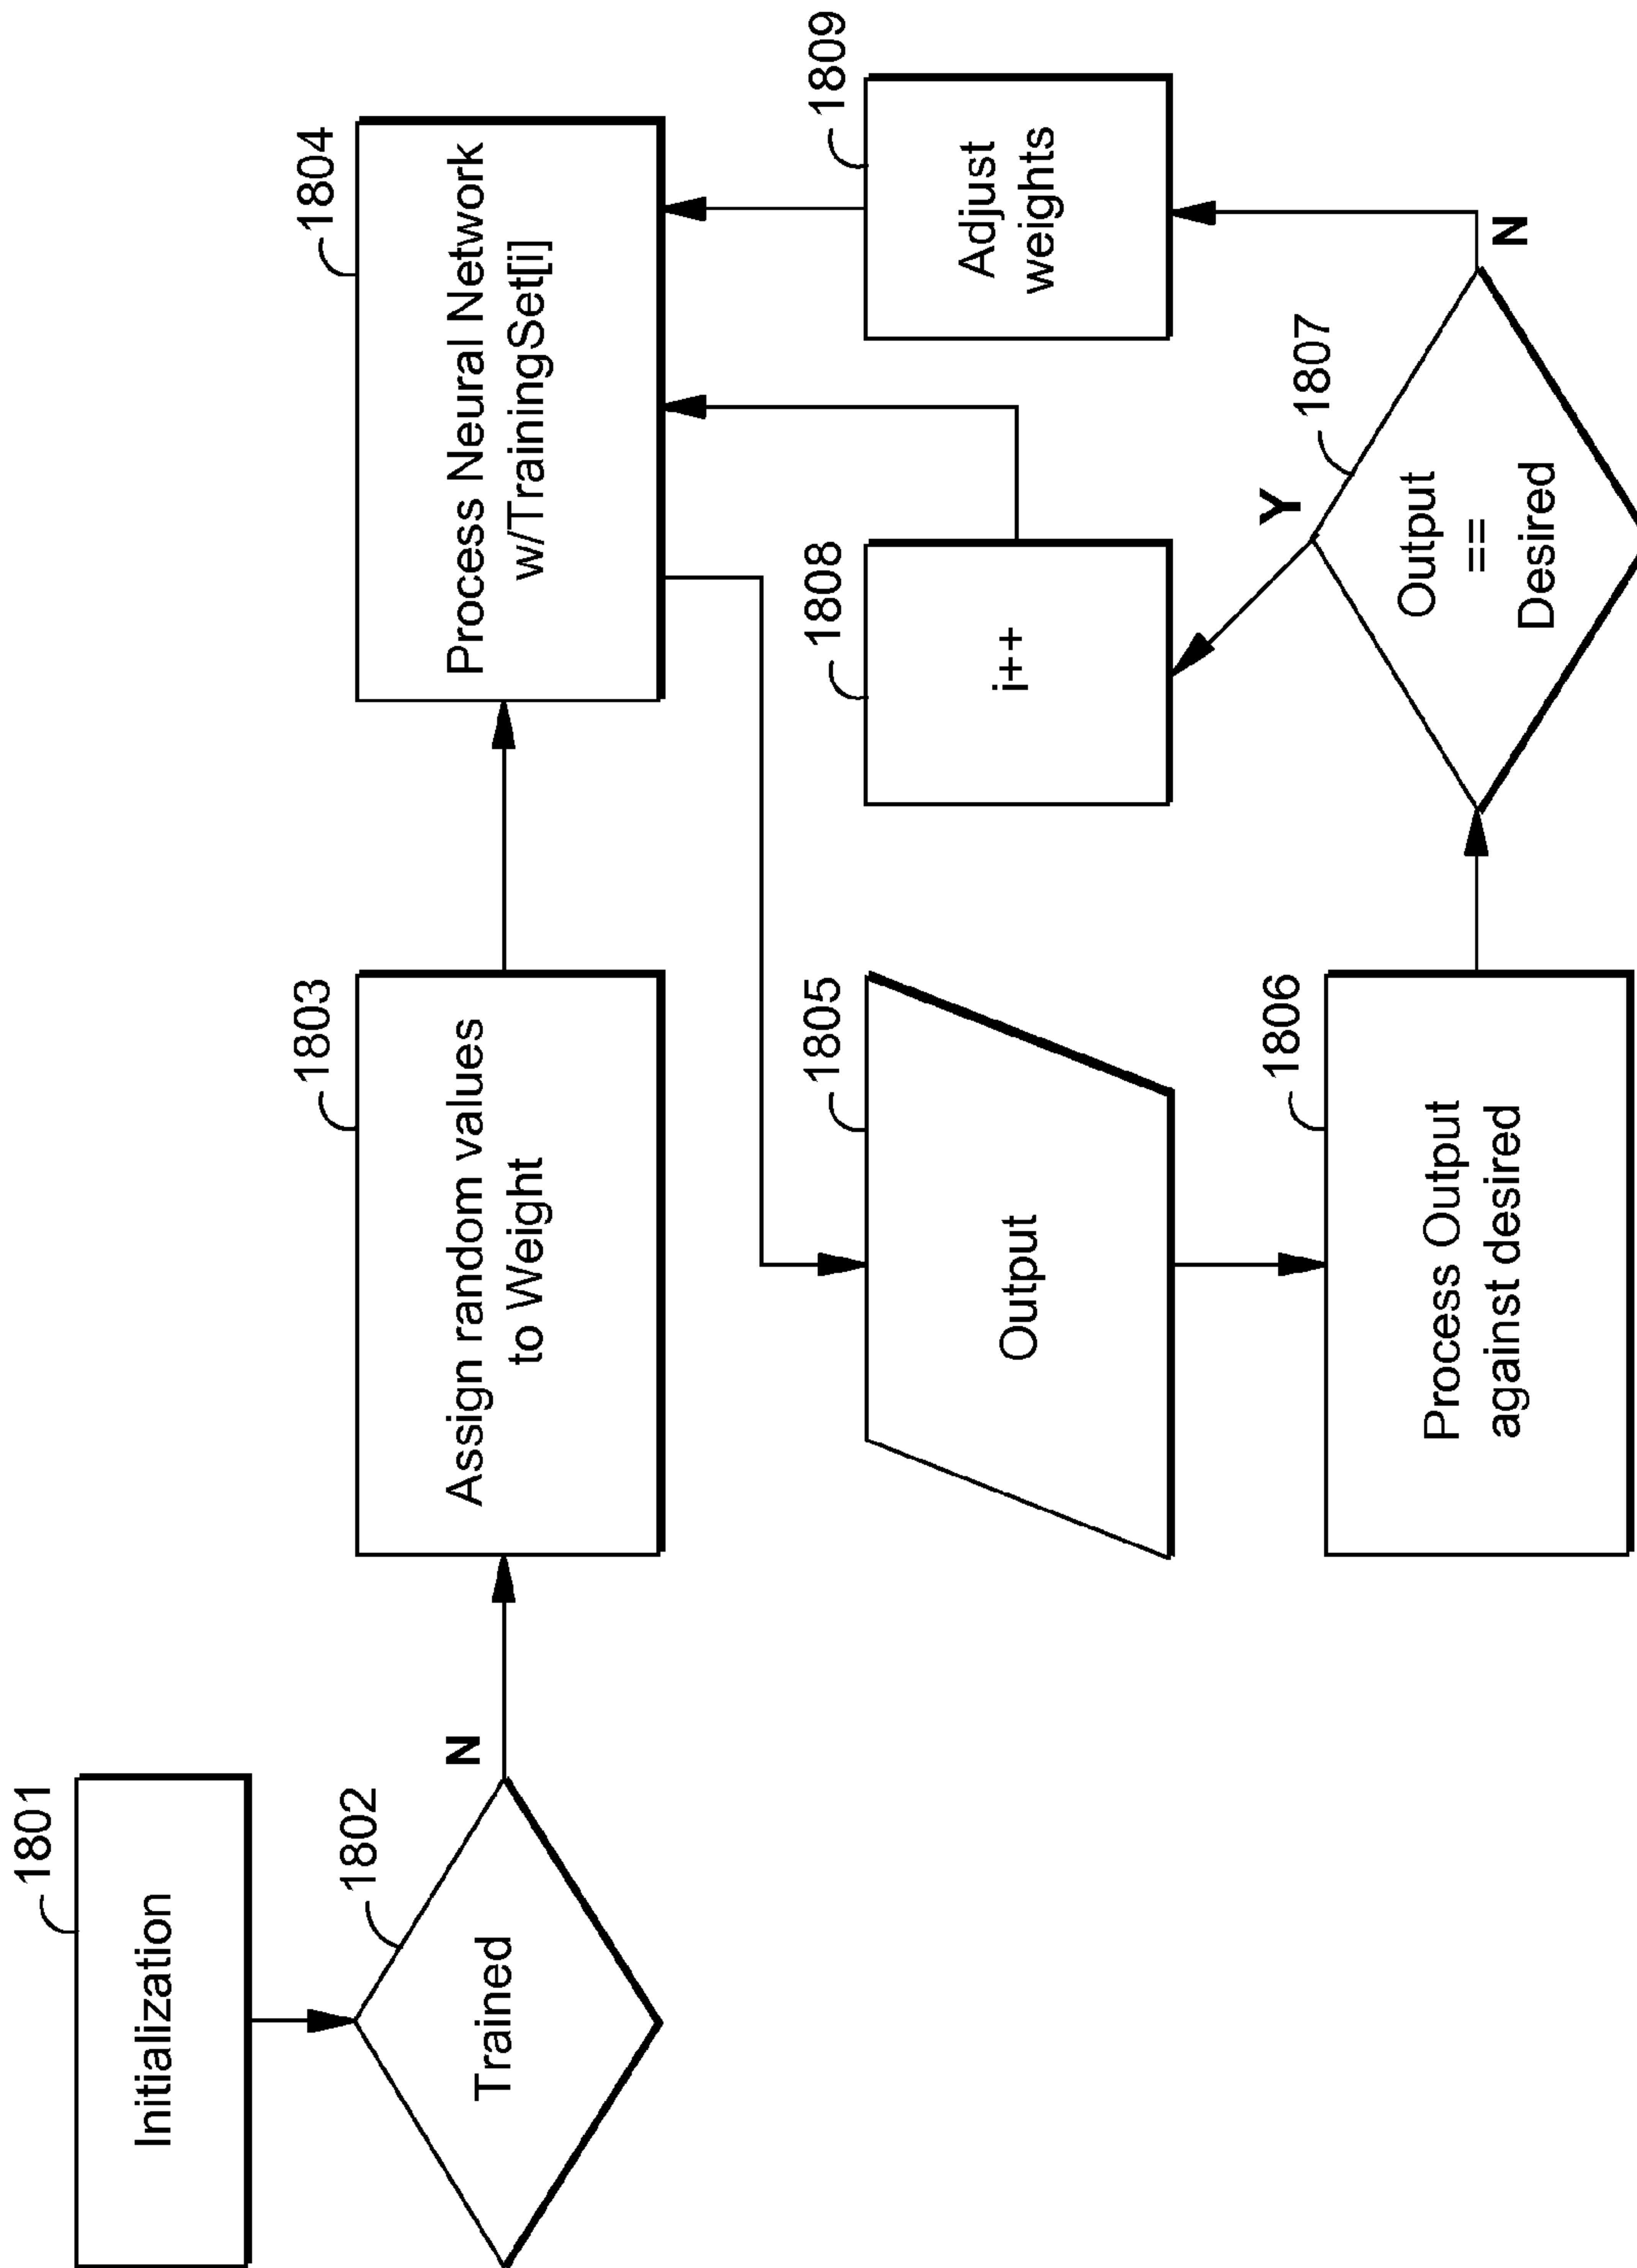 1801
Initialization
1802
Trained
N
1803
Assign random values
to Weight
1804
Process Neural Network
w/TrainingSet[i]
1805
Output
1806
Process Output
against desired
1807
Output
==
Desired
Y
N
1808
i++
1809
Adjust
weights